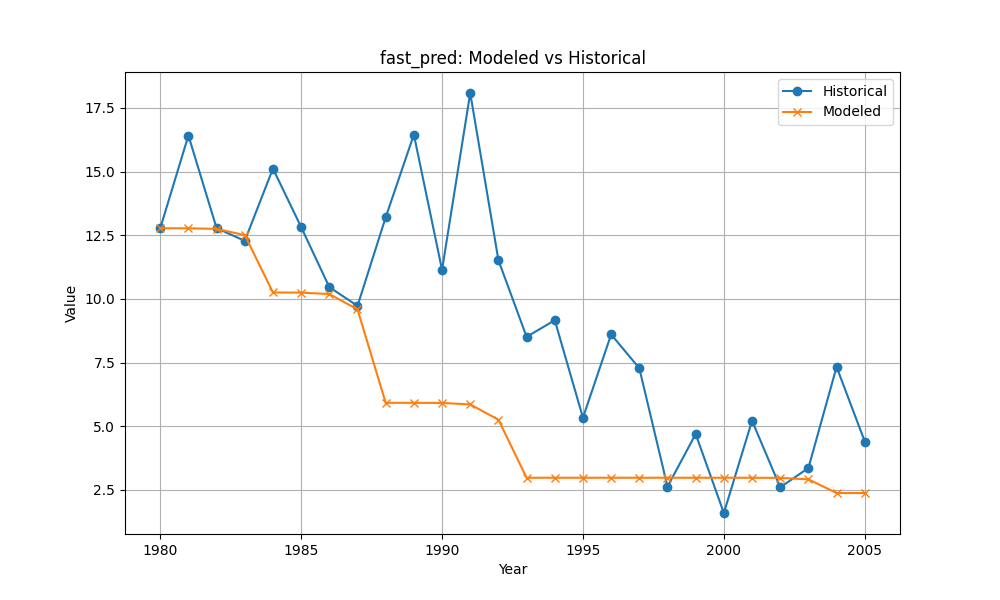 fast_pred: Modeled vs Historical
Historical
Modeled
Value
17.5
15.0
12.5
10.0
7.5
5.0
2.5
1980
1985
1990
1995
2000
2005
Year